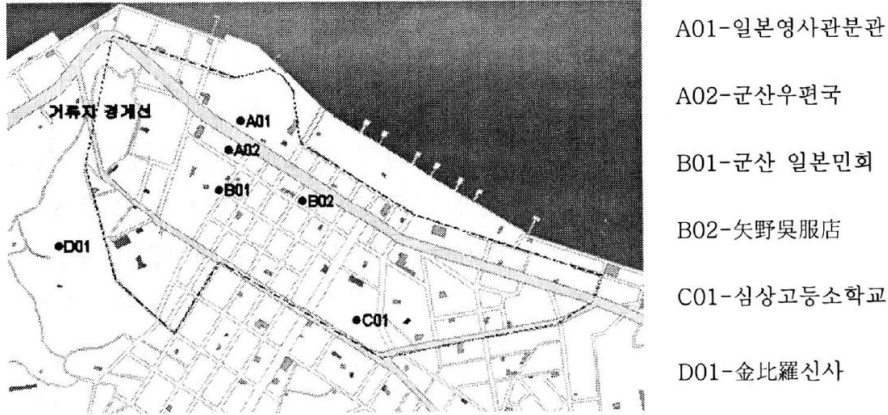 거류지 경계선
A01
A02
B01
B02
D01
C01
A01-일본영사관분관
A02-군산우편국
B01-군산 일본민회
B02-矢野吳服店
C01-심상고등소학교
D01-金比羅신사